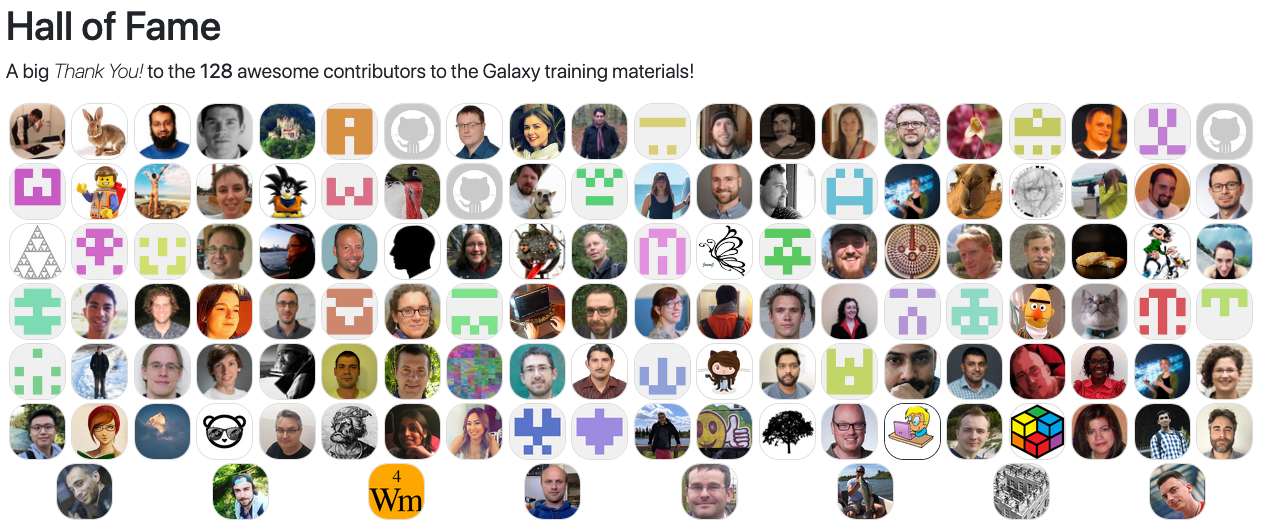 Hall of Fame
A big Thank You! to the 128 awesome contributors to the Galaxy training materials!
4
Wm